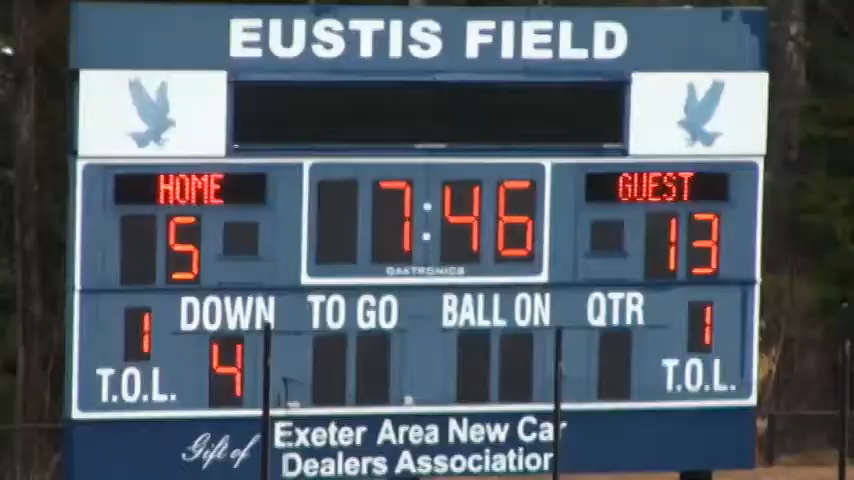 EUSTIS FIELD
HOME 7:46 GUEST
5 13
DAKTRONICS
1 DOWN TO GO BALL ON QTR 1
T.O.L. 4 T.O.L.
Gift of Exeter Area New Car
Dealers Association